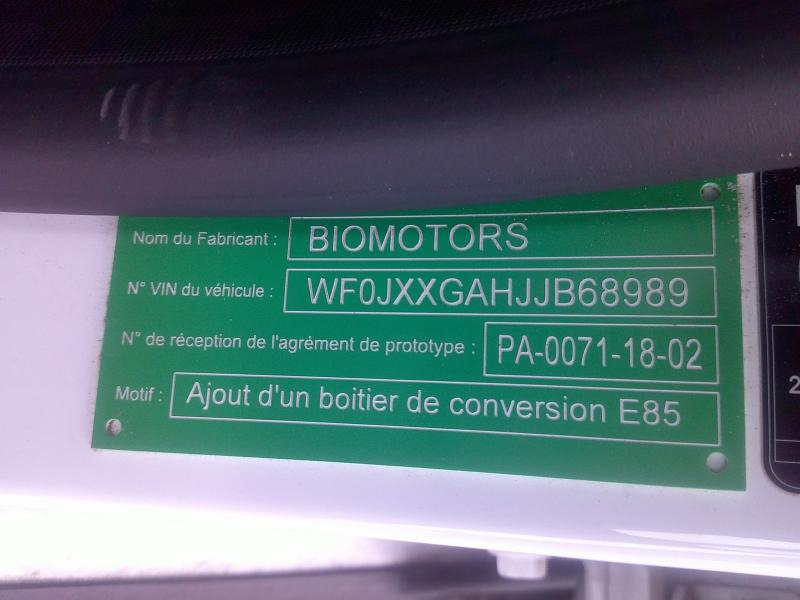 Nom du Fabricant : BIOMOTORS
N° VIN du véhicule : WF0JXXGAHJJB68989
N° de réception de l'agrément de prototype : PA-0071-18-02
Motif : Ajout d'un boitier de conversion E85
2